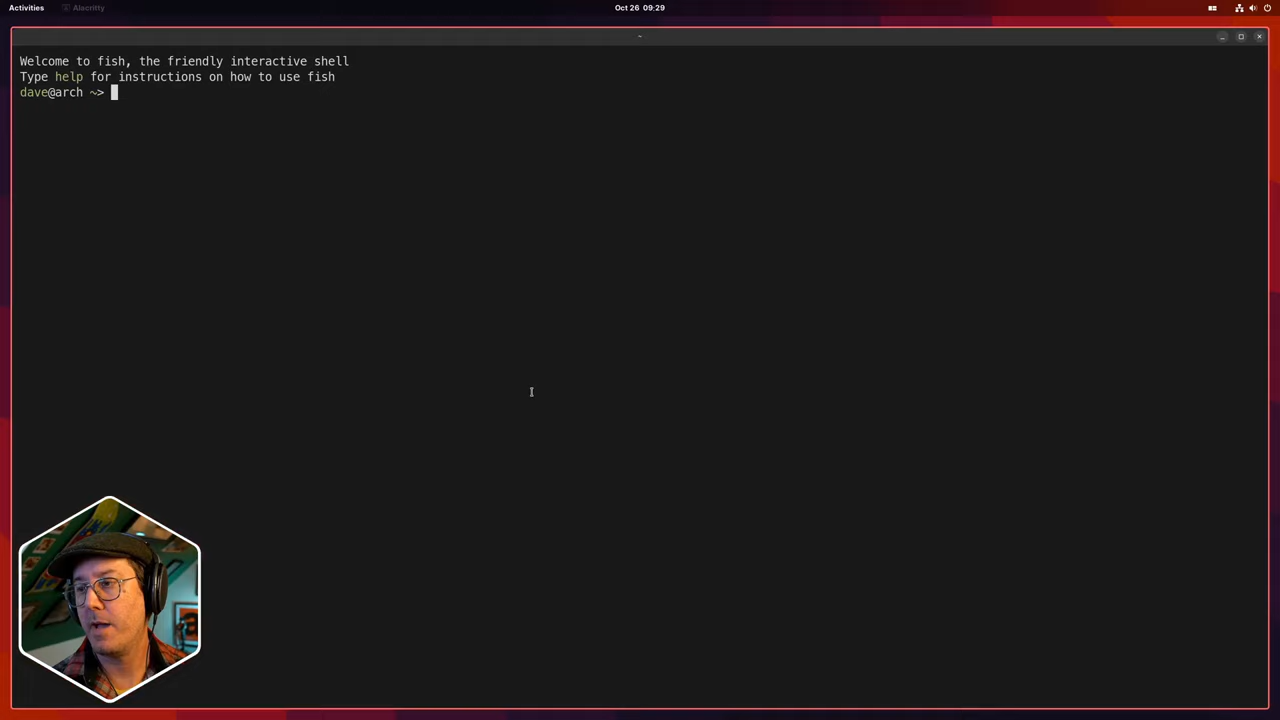 Activities Alacritty Oct 26 09:29
~
Welcome to fish, the friendly interactive shell
Type help for instructions on how to use fish
dave@arch ~>